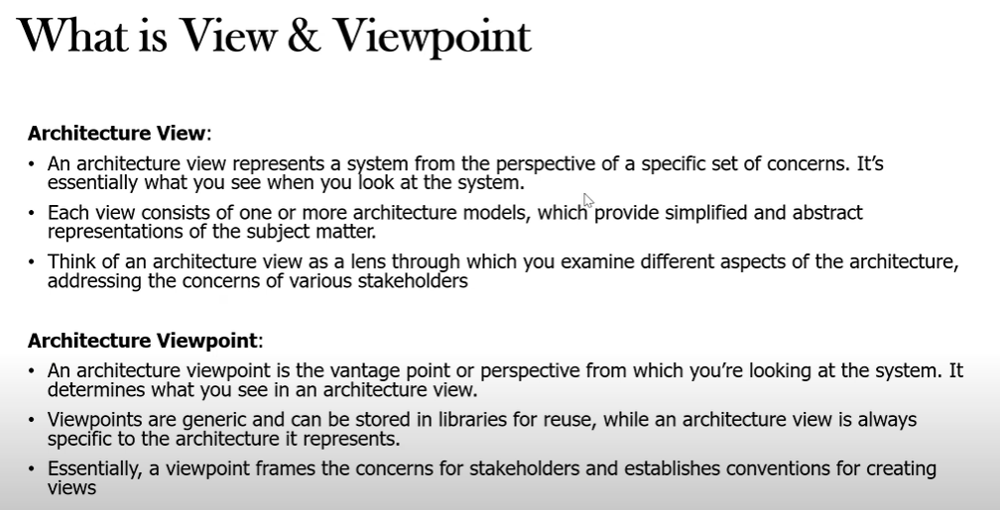 What is View & Viewpoint
Architecture View:
• An architecture view represents a system from the perspective of a specific set of concerns. It’s
essentially what you see when you look at the system.
• Each view consists of one or more architecture models, which provide simplified and abstract
representations of the subject matter.
• Think of an architecture view as a lens through which you examine different aspects of the architecture,
addressing the concerns of various stakeholders
Architecture Viewpoint:
• An architecture viewpoint is the vantage point or perspective from which you’re looking at the system. It
determines what you see in an architecture view.
• Viewpoints are generic and can be stored in libraries for reuse, while an architecture view is always
specific to the architecture it represents.
• Essentially, a viewpoint frames the concerns for stakeholders and establishes conventions for creating
views